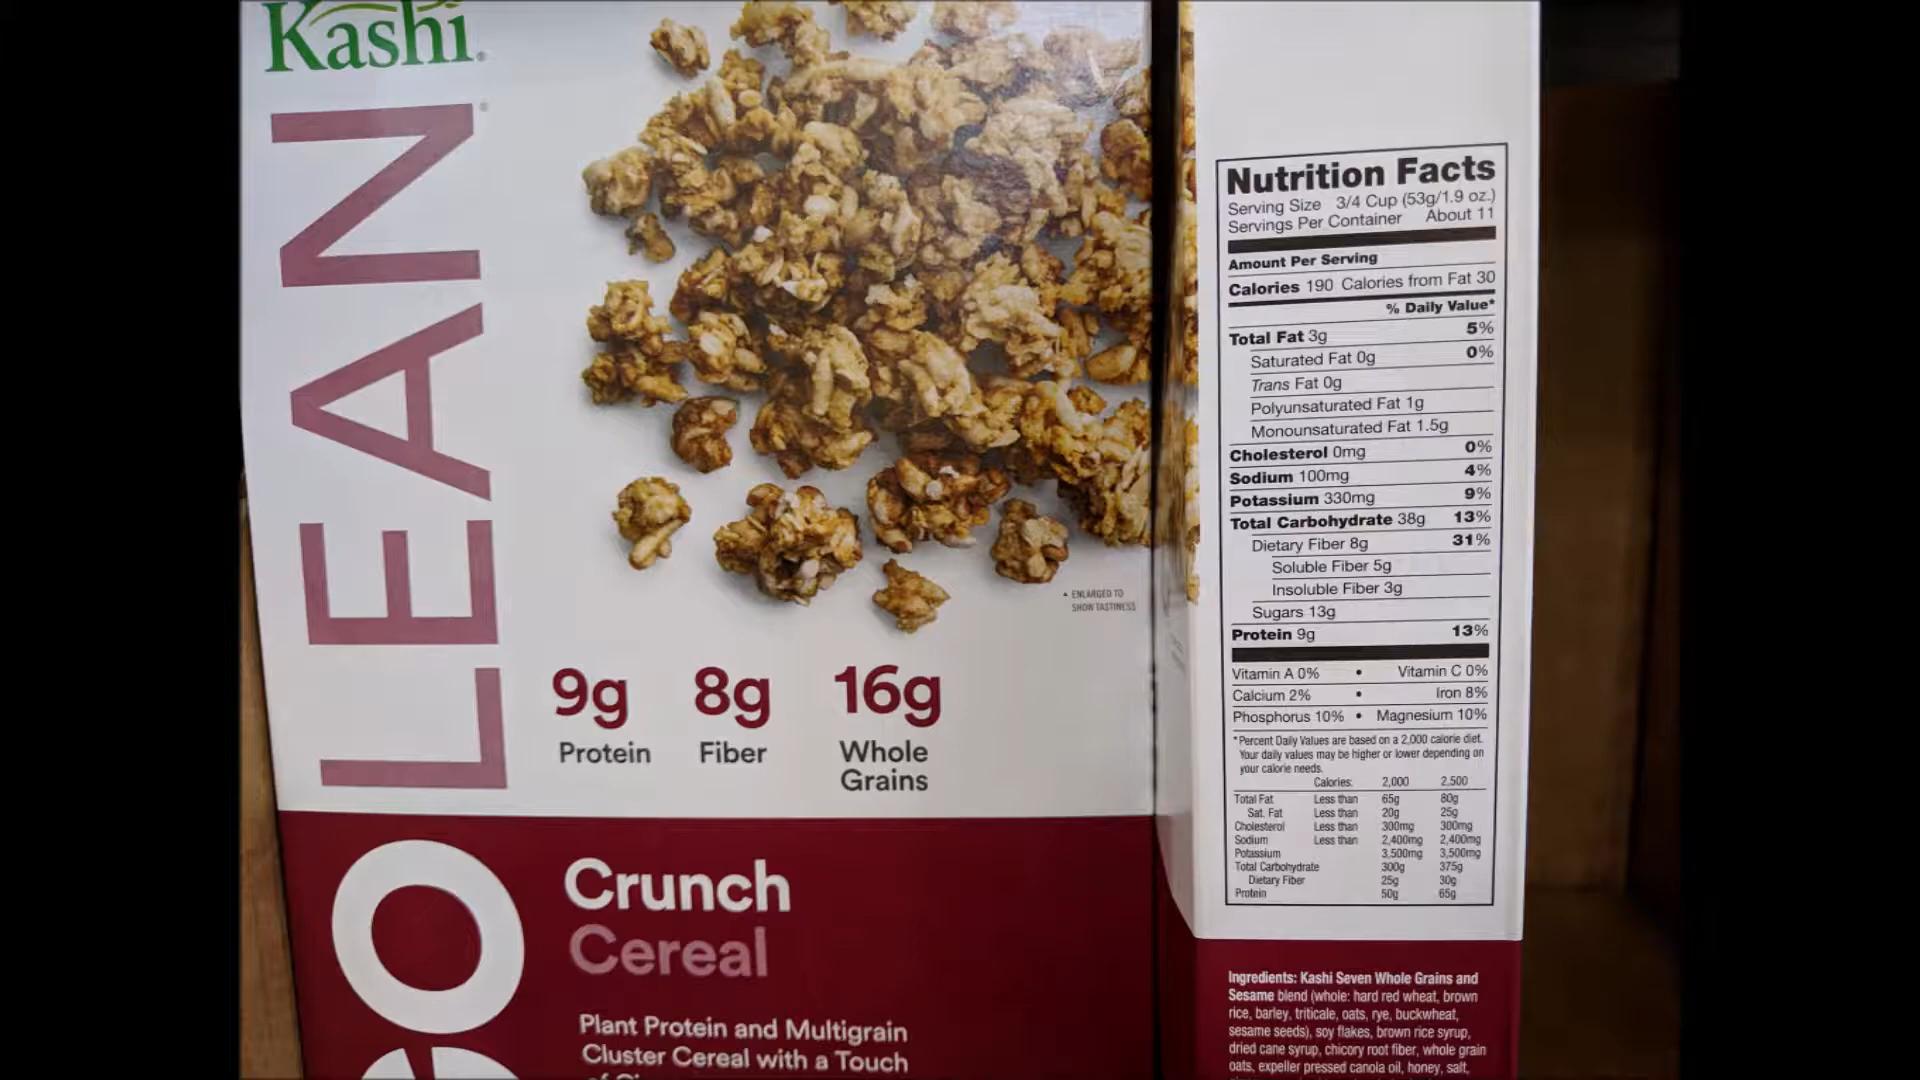 Kashi®
GOLEAN®
ENLARGED TO
SHOW TASTINESS
9g 8g 16g
Protein Fiber Whole
Grains
Crunch
Cereal
Plant Protein and Multigrain
Cluster Cereal with a Touch
Nutrition Facts
Serving Size 3/4 Cup (53g/1.9 oz.)
Servings Per Container About 11
Amount Per Serving
Calories 190 Calories from Fat 30
% Daily Value*
Total Fat 3g 5%
Saturated Fat 0g 0%
Trans Fat 0g
Polyunsaturated Fat 1g
Monounsaturated Fat 1.5g
Cholesterol 0mg 0%
Sodium 100mg 4%
Potassium 330mg 9%
Total Carbohydrate 38g 13%
Dietary Fiber 8g 31%
Soluble Fiber 5g
Insoluble Fiber 3g
Sugars 13g
Protein 9g 13%
Vitamin A 0% • Vitamin C 0%
Calcium 2% • Iron 8%
Phosphorus 10% • Magnesium 10%
*Percent Daily Values are based on a 2,000 calorie diet.
Your daily values may be higher or lower depending on
your calorie needs.
Calories: 2,000 2,500
Total Fat Less than 65g 80g
Sat. Fat Less than 20g 25g
Cholesterol Less than 300mg 300mg
Sodium Less than 2,400mg 2,400mg
Potassium 3,500mg 3,500mg
Total Carbohydrate 300g 375g
Dietary Fiber 25g 30g
Protein 50g 65g
Ingredients: Kashi Seven Whole Grains and
Sesame blend (whole: hard red wheat, brown
rice, barley, triticale, oats, rye, buckwheat,
sesame seeds), soy flakes, brown rice syrup,
dried cane syrup, chicory root fiber, whole grain
oats, expeller pressed canola oil, honey, salt,